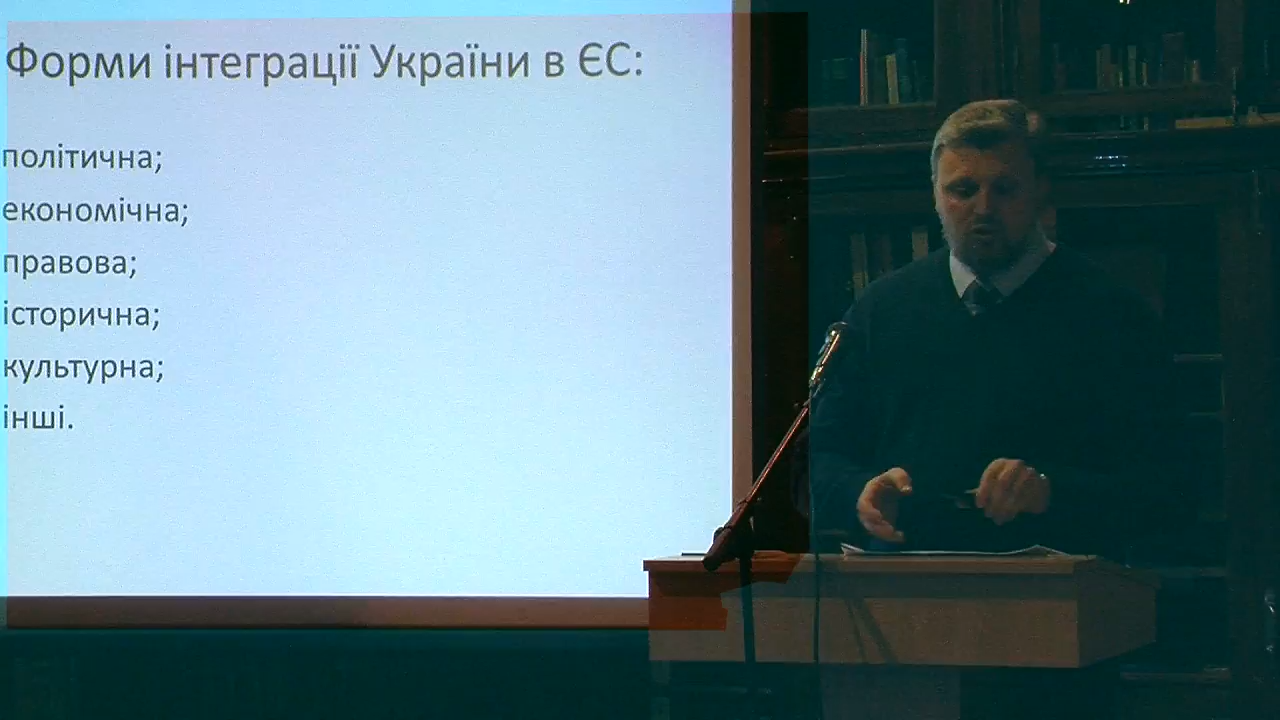 Форми інтеграції України в ЄС:
політична;
економічна;
правова;
історична;
культурна;
інші.